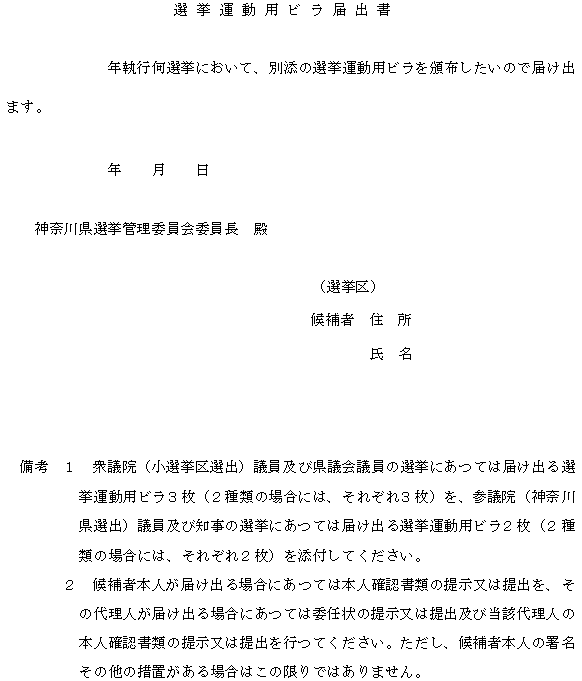 選挙運動用ビラ届出書
年執行何選挙において、別添の選挙運動用ビラを頒布したいので届け出
ます。
年　　月　　日
神奈川県選挙管理委員会委員長　殿
（選挙区）
候補者　住　所
氏　名
備考　１　衆議院（小選挙区選出）議員及び県議会議員の選挙にあつては届け出る選
挙運動用ビラ３枚（２種類の場合には、それぞれ３枚）を、参議院（神奈川
県選出）議員及び知事の選挙にあつては届け出る選挙運動用ビラ２枚（２種
類の場合には、それぞれ２枚）を添付してください。
２　候補者本人が届け出る場合にあつては本人確認書類の提示又は提出を、そ
の代理人が届け出る場合にあつては委任状の提示又は提出及び当該代理人の
本人確認書類の提示又は提出を行つてください。ただし、候補者本人の署名
その他の措置がある場合はこの限りではありません。